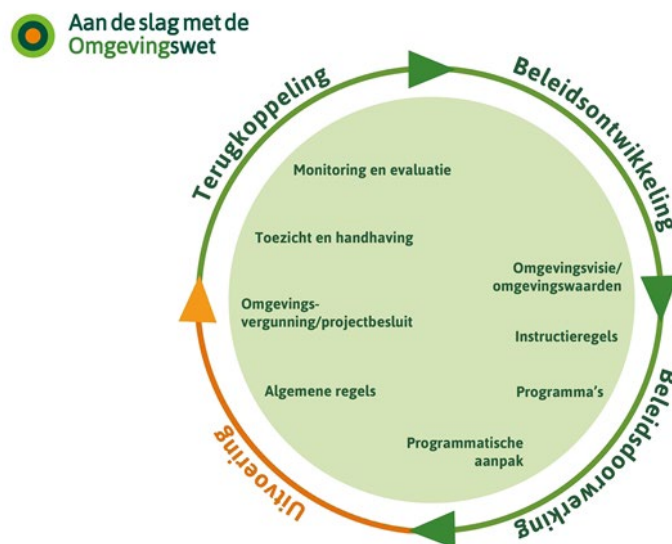 Aan de slag met de
Omgevingswet
Terugkoppeling
Beleidsontwikkeling
Monitoring en evaluatie
Toezicht en handhaving
Omgevingsvisie/
omgevingswaarden
Omgevings-
vergunning/projectbesluit
Instructieregels
Algemene regels
Programma's
Programmatische
aanpak
Uitvoering
Beleidsdoorwerking